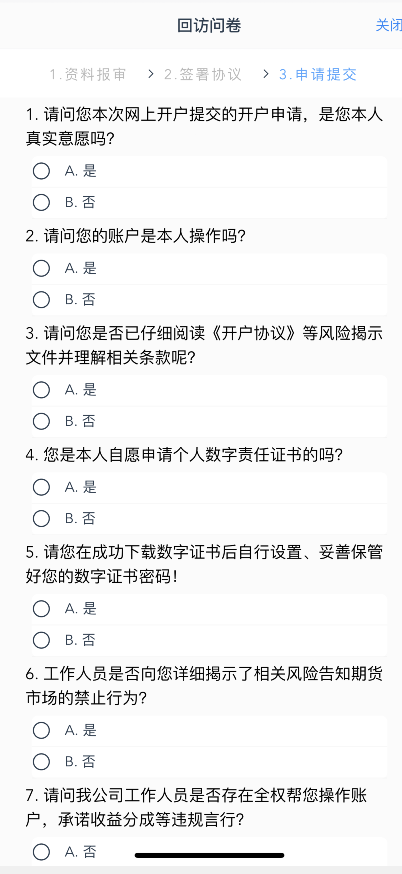 回访问卷
关闭
1.资料报审 > 2.签署协议 > 3.申请提交
1. 请问您本次网上开户提交的开户申请，是您本人
真实意愿吗?
A. 是
B. 否
2. 请问您的账户是本人操作吗?
A. 是
B. 否
3. 请问您是否已仔细阅读《开户协议》等风险揭示
文件并理解相关条款呢?
A. 是
B. 否
4. 您是本人自愿申请个人数字责任证书的吗?
A. 是
B. 否
5. 请您在成功下载数字证书后自行设置、妥善保管
好您的数字证书密码!
A. 是
B. 否
6. 工作人员是否向您详细揭示了相关风险告知期货
市场的禁止行为?
A. 是
B. 否
7. 请问我公司工作人员是否存在全权帮您操作账
户，承诺收益分成等违规言行?
A. 否